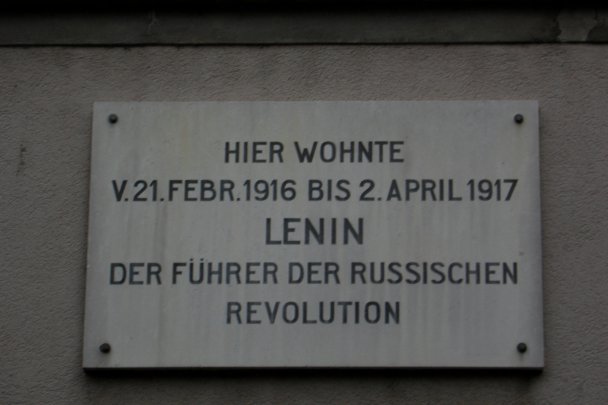 HIER WOHNTE
V.21.FEBR.1916 BIS 2.APRIL 1917
LENIN
DER FÜHRER DER RUSSISCHEN
REVOLUTION